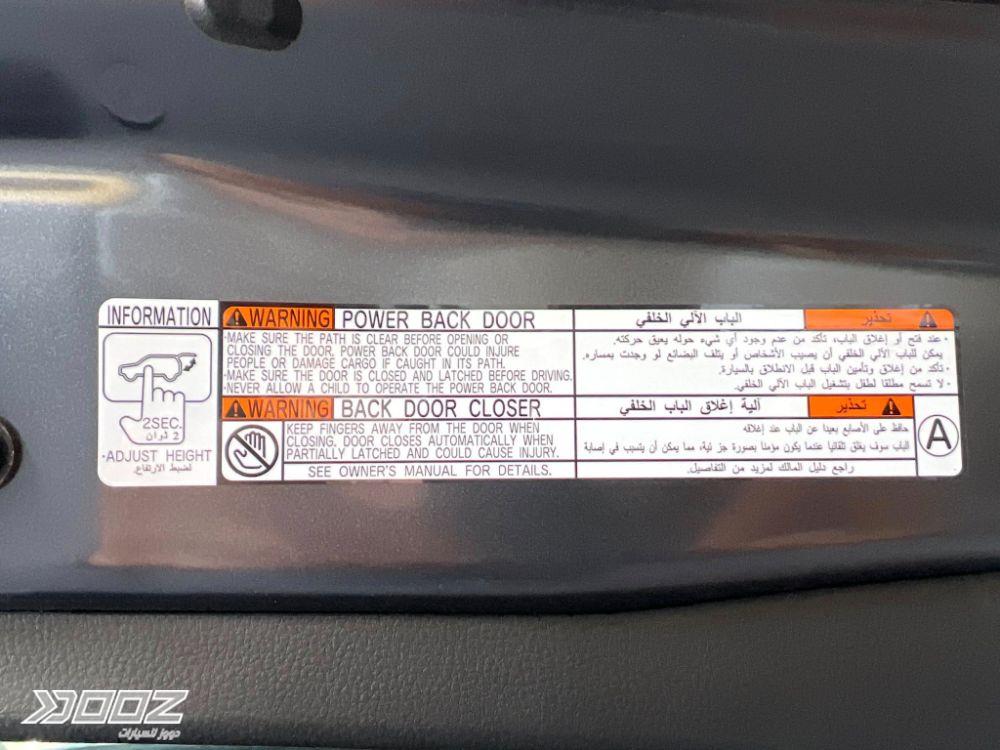 INFORMATION
2SEC.
2 ثوان
·ADJUST HEIGHT
لضبط الارتفاع.
WARNING POWER BACK DOOR
·MAKE SURE THE PATH IS CLEAR BEFORE OPENING OR
CLOSING THE DOOR. POWER BACK DOOR COULD INJURE
PEOPLE OR DAMAGE CARGO IF CAUGHT IN ITS PATH.
·MAKE SURE THE DOOR IS CLOSED AND LATCHED BEFORE DRIVING.
·NEVER ALLOW A CHILD TO OPERATE THE POWER BACK DOOR.
WARNING BACK DOOR CLOSER
KEEP FINGERS AWAY FROM THE DOOR WHEN
CLOSING. DOOR CLOSES AUTOMATICALLY WHEN
PARTIALLY LATCHED AND COULD CAUSE INJURY.
SEE OWNER'S MANUAL FOR DETAILS.
تحذير الباب الآلي الخلفي
· عند فتح أو إغلاق الباب، تأكد من عدم وجود أي شيء حوله يعيق حركته.
يمكن للباب الآلي الخلفي أن يصيب الأشخاص أو يتلف البضائع لو وجدت بمساره.
· تأكد من إغلاق وتأمين الباب قبل الانطلاق بالسيارة.
· لا تسمح مطلقا لطفل بتشغيل الباب الآلي الخلفي.
تحذير آلية إغلاق الباب الخلفي
حافظ على الأصابع بعيدا عن الباب عند إغلاقه
الباب سوف يغلق تلقائيا عندما يكون مؤمنا بصورة جزئية، مما يمكن أن يتسبب في إصابة
راجع دليل المالك لمزيد من التفاصيل.
A
DOOZ
دووز للسيارات